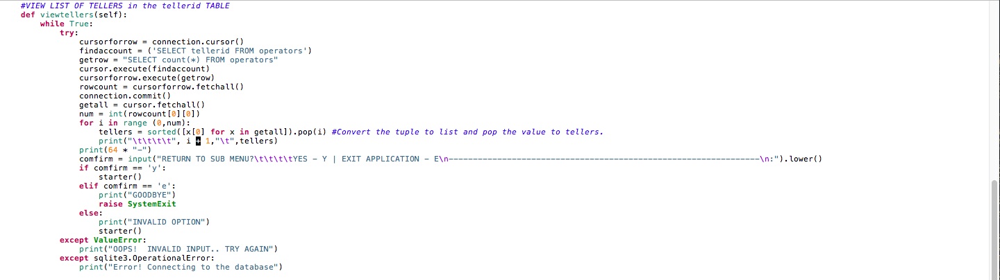 #VIEW LIST OF TELLERS in the tellerid TABLE
def viewtellers(self):
    while True:
        try:
            cursorforrow = connection.cursor()
            findaccount = ('SELECT tellerid FROM operators')
            getrow = "SELECT count(*) FROM operators"
            cursor.execute(findaccount)
            cursorforrow.execute(getrow)
            rowcount = cursorforrow.fetchall()
            connection.commit()
            getall = cursor.fetchall()
            num = int(rowcount[0][0])
            for i in range (0,num):
                tellers = sorted([x[0] for x in getall]).pop(i) #Convert the tuple to list and pop the value to tellers.
                print("\t\t\t\t", i + 1,"\t",tellers)
            print(64 * "-")
            comfirm = input("RETURN TO SUB MENU?\t\t\t\tYES - Y | EXIT APPLICATION - E\n----------------------------------------------------------------\n:").lower()
            if comfirm == 'y':
                starter()
            elif comfirm == 'e':
                print("GOODBYE")
                raise SystemExit
            else:
                print("INVALID OPTION")
                starter()
        except ValueError:
            print("OOPS!  INVALID INPUT.. TRY AGAIN")
        except sqlite3.OperationalError:
            print("Error! Connecting to the database")